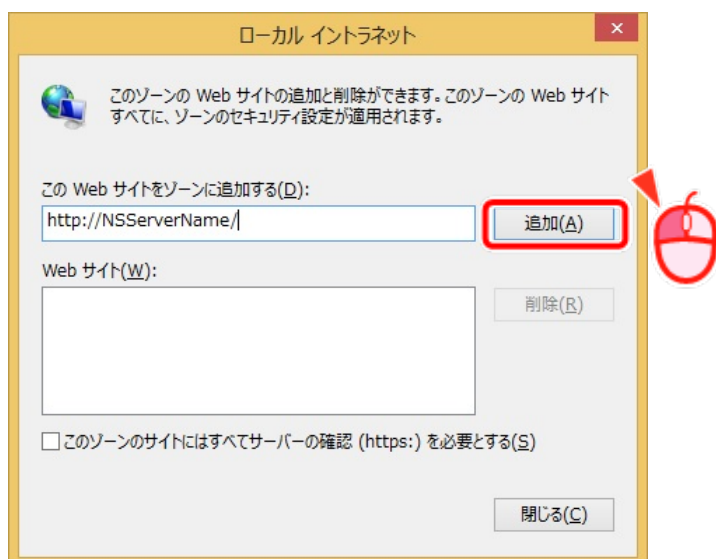 ローカル イントラネット
このゾーンの Web サイトの追加と削除ができます。このゾーンの Web サイト
すべてに、ゾーンのセキュリティ設定が適用されます。
この Web サイトをゾーンに追加する(D):
http://NSServerName/
追加(A)
Web サイト(W):
削除(R)
このゾーンのサイトにはすべてサーバーの確認 (https:) を必要とする(S)
閉じる(C)